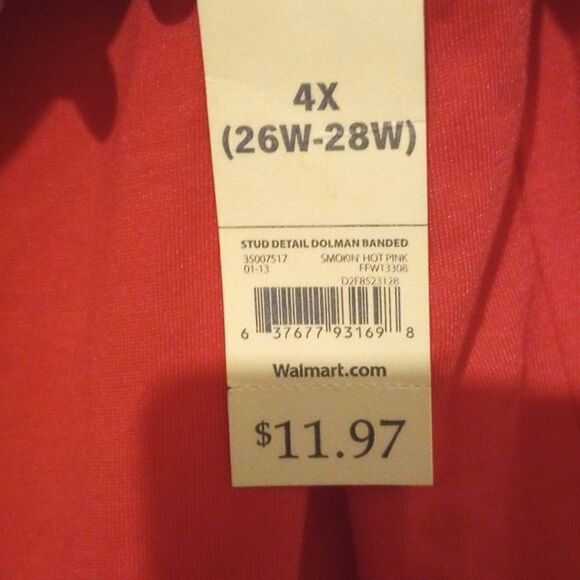 4X
(26W-28W)
STUD DETAIL DOLMAN BANDED
35007517 SMOKIN' HOT PINK
01-13 FFW13308
D2F8523128
6 37677 93169 8
Walmart.com
$11.97